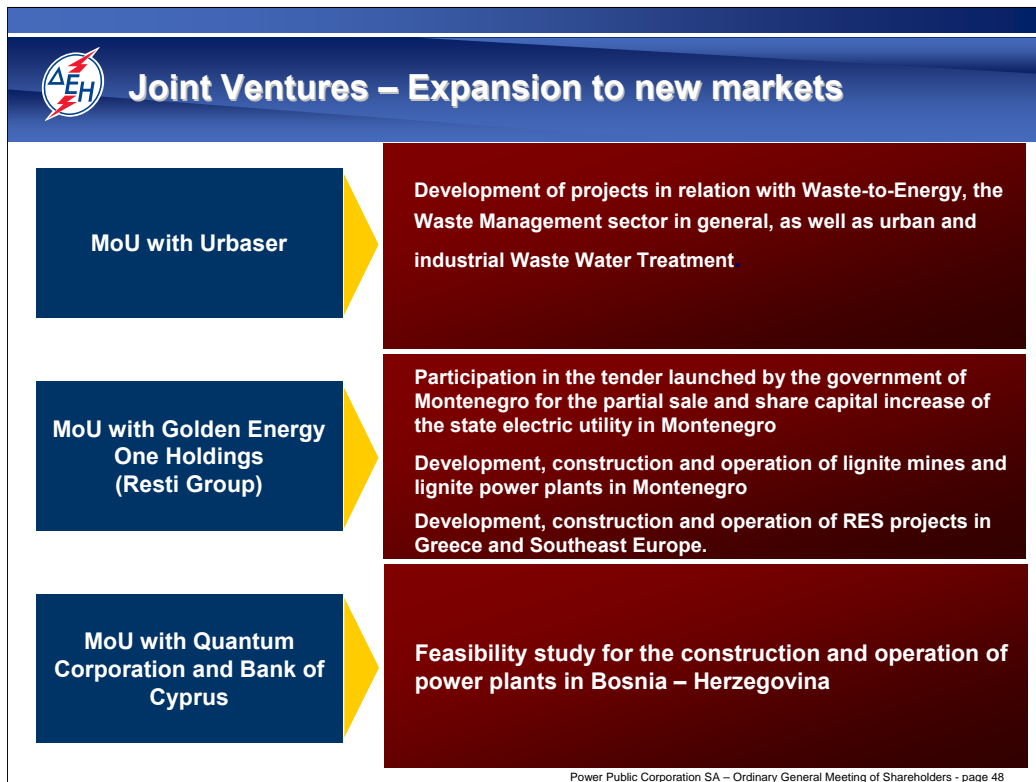 ΔΕΗ
Joint Ventures – Expansion to new markets
MoU with Urbaser
Development of projects in relation with Waste-to-Energy, the
Waste Management sector in general, as well as urban and
industrial Waste Water Treatment.
MoU with Golden Energy
One Holdings
(Resti Group)
Participation in the tender launched by the government of
Montenegro for the partial sale and share capital increase of
the state electric utility in Montenegro
Development, construction and operation of lignite mines and
lignite power plants in Montenegro
Development, construction and operation of RES projects in
Greece and Southeast Europe.
MoU with Quantum
Corporation and Bank of
Cyprus
Feasibility study for the construction and operation of
power plants in Bosnia – Herzegovina
Power Public Corporation SA – Ordinary General Meeting of Shareholders - page 48